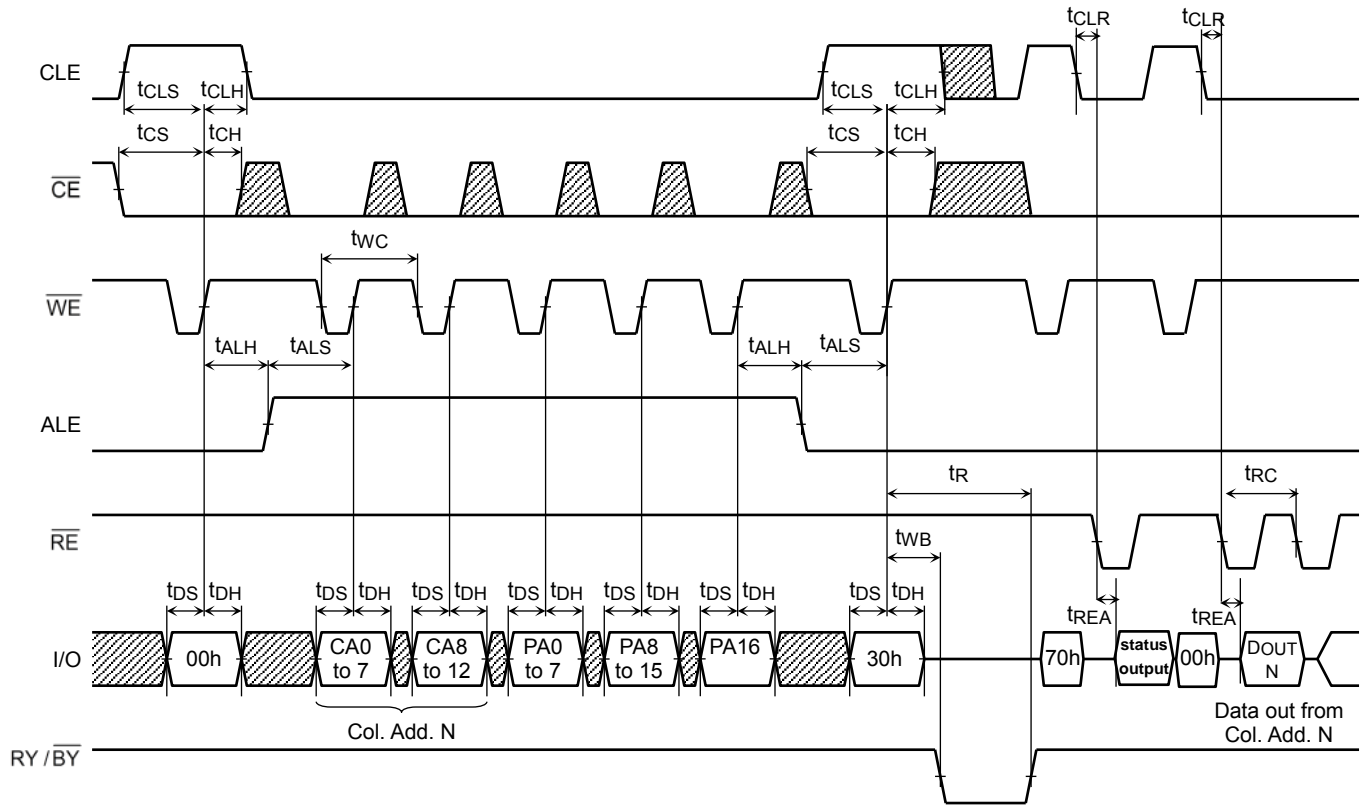 tCLR tCLR
CLE
tCLS tCLH tCLS tCLH
tCS tCH tCS tCH
CE
tWC
WE
tALH tALS tALH tALS
ALE
tR tRC
RE
tWB
tDS tDH tDS tDH tDS tDH tDS tDH tDS tDH tDS tDH tDS tDH
tREA tREA
I/O 00h CA0 to 7 CA8 to 12 PA0 to 7 PA8 to 15 PA16 30h 70h status output 00h DOUT N
Col. Add. N
Data out from
Col. Add. N
RY / BY